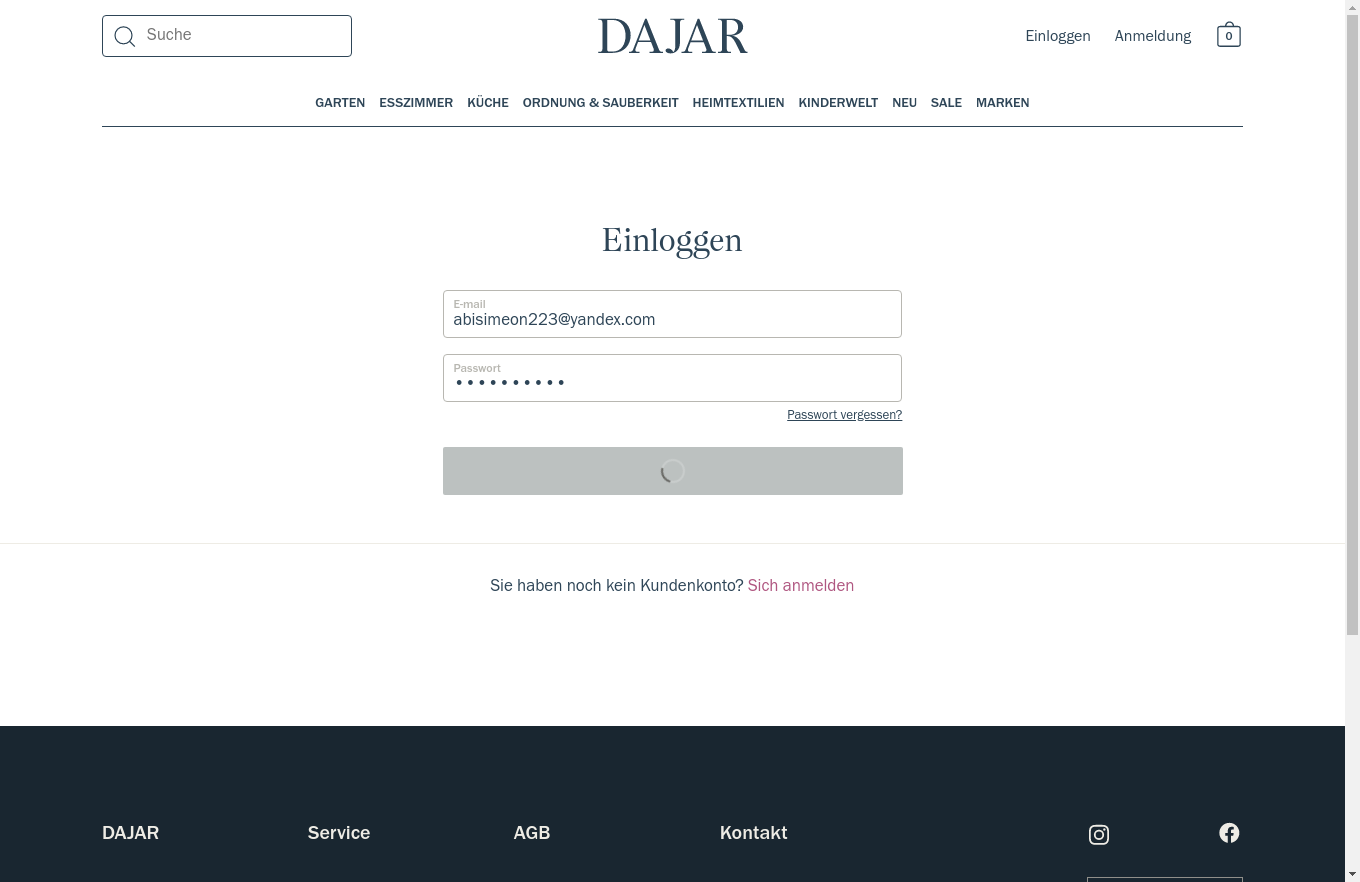 Suche
DAJAR
Einloggen
Anmeldung
0
GARTEN ESSZIMMER KÜCHE ORDNUNG & SAUBERKEIT HEIMTEXTILIEN KINDERWELT NEU SALE MARKEN
Einloggen
E-mail
abisimeon223@yandex.com
Passwort
••••••••••
Passwort vergessen?
Sie haben noch kein Kundenkonto? Sich anmelden
DAJAR
Service
AGB
Kontakt